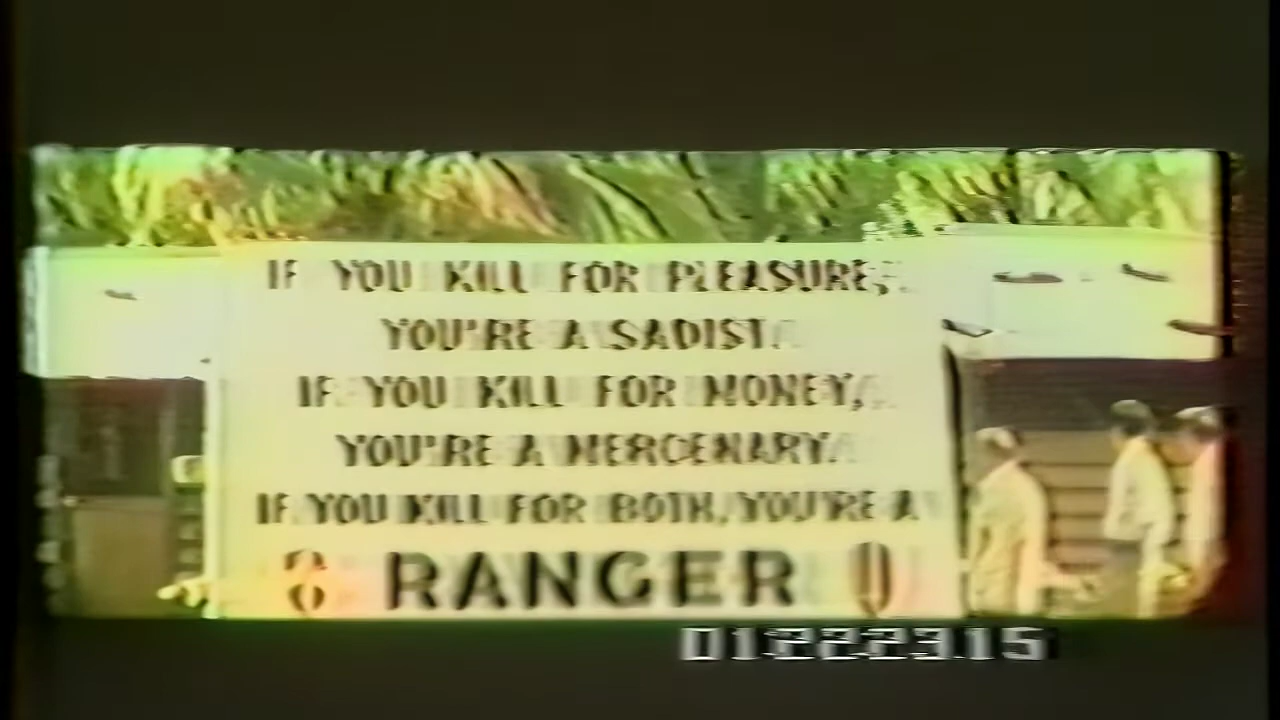 IF YOU KILL FOR PLEASURE,
YOU'RE A SADIST.
IF YOU KILL FOR MONEY,
YOU'RE A MERCENARY.
IF YOU KILL FOR BOTH, YOU'RE A
RANGER
01222315